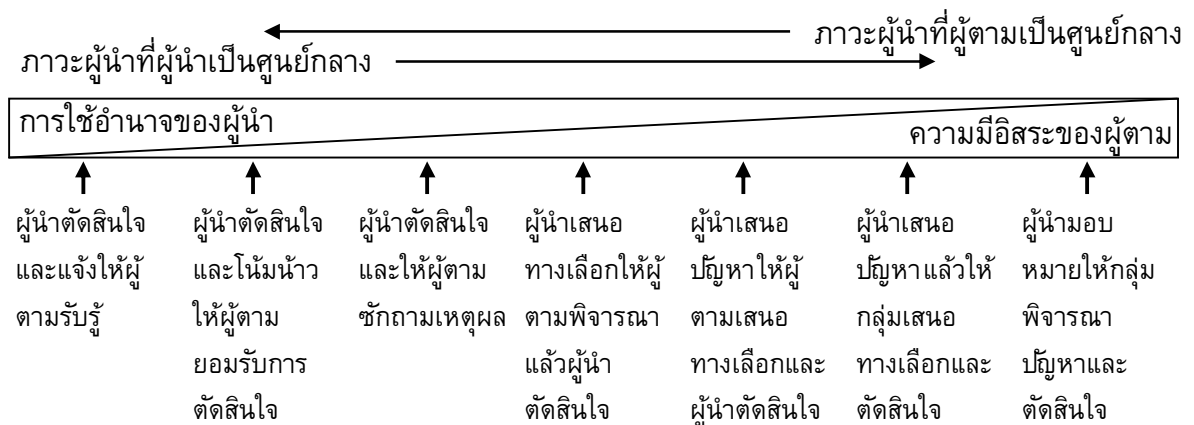 ภาวะผู้นำที่ผู้ตามเป็นศูนย์กลาง
ภาวะผู้นำที่ผู้นำเป็นศูนย์กลาง
การใช้อำนาจของผู้นำ
ความมีอิสระของผู้ตาม
ผู้นำตัดสินใจ
และแจ้งให้ผู้
ตามรับรู้
ผู้นำตัดสินใจ
และโน้มน้าว
ให้ผู้ตาม
ยอมรับการ
ตัดสินใจ
ผู้นำตัดสินใจ
และให้ผู้ตาม
ซักถามเหตุผล
ผู้นำเสนอ
ทางเลือกให้ผู้
ตามพิจารณา
แล้วผู้นำ
ตัดสินใจ
ผู้นำเสนอ
ปัญหาให้ผู้
ตามเสนอ
ทางเลือกและ
ผู้นำตัดสินใจ
ผู้นำเสนอ
ปัญหาแล้วให้
กลุ่มเสนอ
ทางเลือกและ
ตัดสินใจ
ผู้นำมอบ
หมายให้กลุ่ม
พิจารณา
ปัญหาและ
ตัดสินใจ